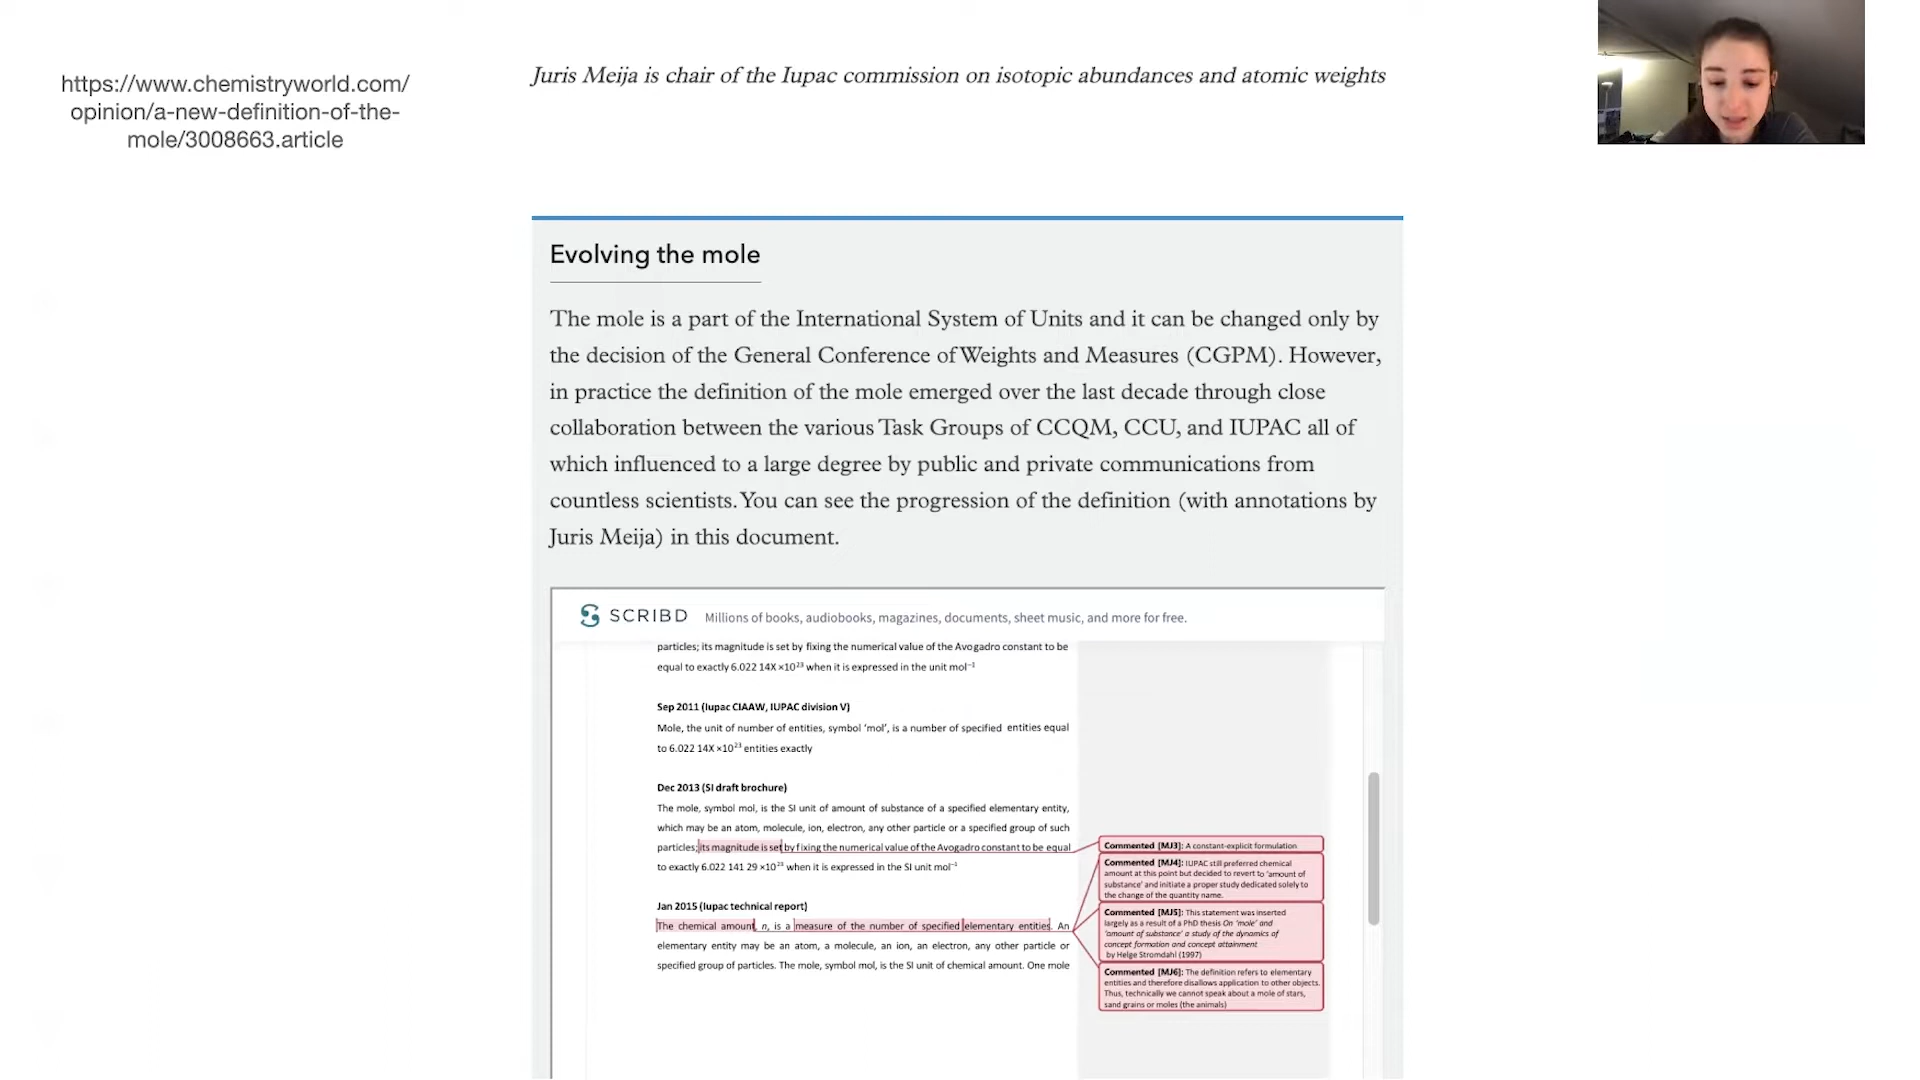 https://www.chemistryworld.com/
opinion/a-new-definition-of-the-
mole/3008663.article
Juris Meija is chair of the Iupac commission on isotopic abundances and atomic weights
Evolving the mole
The mole is a part of the International System of Units and it can be changed only by
the decision of the General Conference of Weights and Measures (CGPM). However,
in practice the definition of the mole emerged over the last decade through close
collaboration between the various Task Groups of CCQM, CCU, and IUPAC all of
which influenced to a large degree by public and private communications from
countless scientists. You can see the progression of the definition (with annotations by
Juris Meija) in this document.
SCRIBD Millions of books, audiobooks, magazines, documents, sheet music, and more for free.
particles; its magnitude is set by fixing the numerical value of the Avogadro constant to be
equal to exactly 6.022 14X ×10²³ when it is expressed in the unit mol⁻¹
Sep 2011 (Iupac CIAAW, IUPAC division V)
Mole, the unit of number of entities, symbol ‘mol’, is a number of specified entities equal
to 6.022 14X ×10²³ entities exactly
Dec 2013 (SI draft brochure)
The mole, symbol mol, is the SI unit of amount of substance of a specified elementary entity,
which may be an atom, molecule, ion, electron, any other particle or a specified group of such
particles; its magnitude is set by fixing the numerical value of the Avogadro constant to be equal
to exactly 6.022 141 29 ×10²³ when it is expressed in the SI unit mol⁻¹
Jan 2015 (Iupac technical report)
The chemical amount, n, is a measure of the number of specified elementary entities. An
elementary entity may be an atom, a molecule, an ion, an electron, any other particle or
specified group of particles. The mole, symbol mol, is the SI unit of chemical amount. One mole
Commented [MJ3]: A constant-explicit formulation
Commented [MJ4]: IUPAC still preferred chemical
amount at this point but decided to revert to ‘amount of
substance’ and initiate a proper study dedicated solely to
the change of the quantity name.
Commented [MJ5]: This statement was inserted
largely as a result of a PhD thesis On ‘mole’ and
‘amount of substance’ a study of the dynamics of
concept formation and concept attainment
by Helge Stromdahl (1997)
Commented [MJ6]: The definition refers to elementary
entities and therefore disallows application to other objects.
Thus, technically we cannot speak about a mole of stars,
sand grains or moles (the animals)